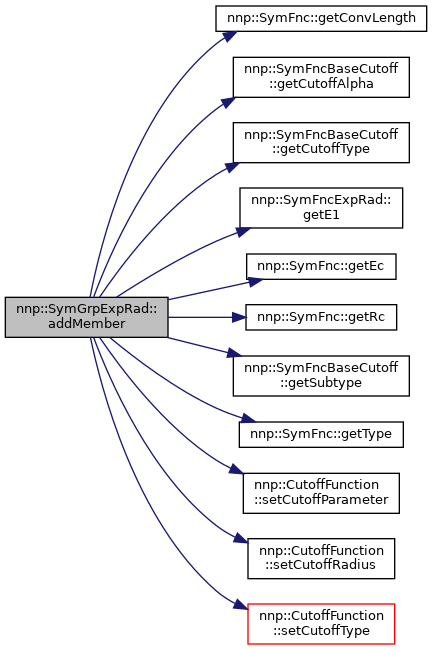 nnp::SymGrpExpRad::
addMember
nnp::SymFnc::getConvLength
nnp::SymFncBaseCutoff
::getCutoffAlpha
nnp::SymFncBaseCutoff
::getCutoffType
nnp::SymFncExpRad::
getE1
nnp::SymFnc::getEc
nnp::SymFnc::getRc
nnp::SymFncBaseCutoff
::getSubtype
nnp::SymFnc::getType
nnp::CutoffFunction
::setCutoffParameter
nnp::CutoffFunction
::setCutoffRadius
nnp::CutoffFunction
::setCutoffType